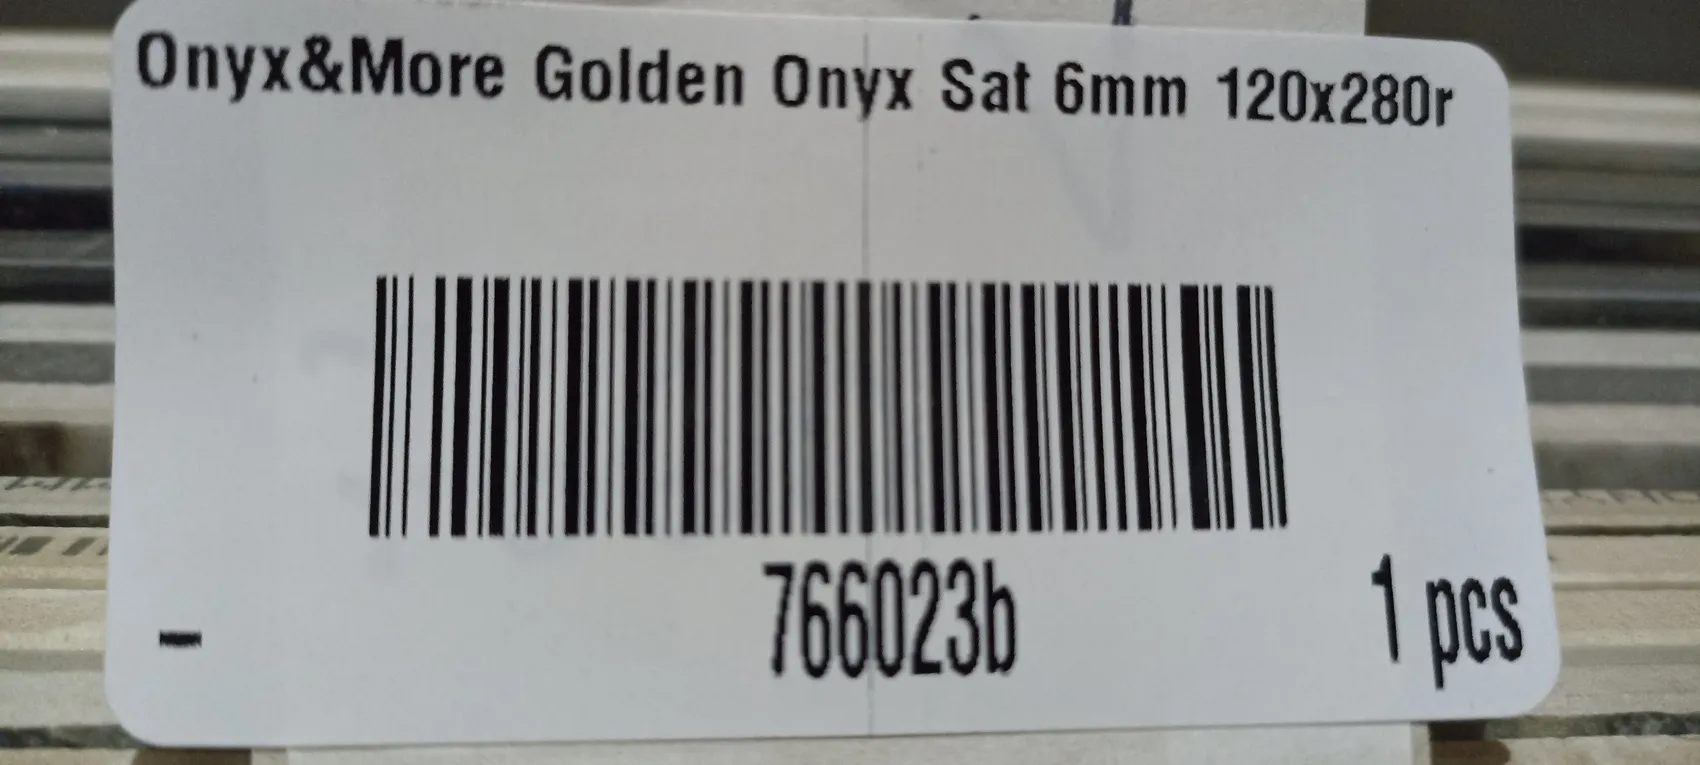 Onyx&More Golden Onyx Sat 6mm 120x280r
766023b
- 1 pcs